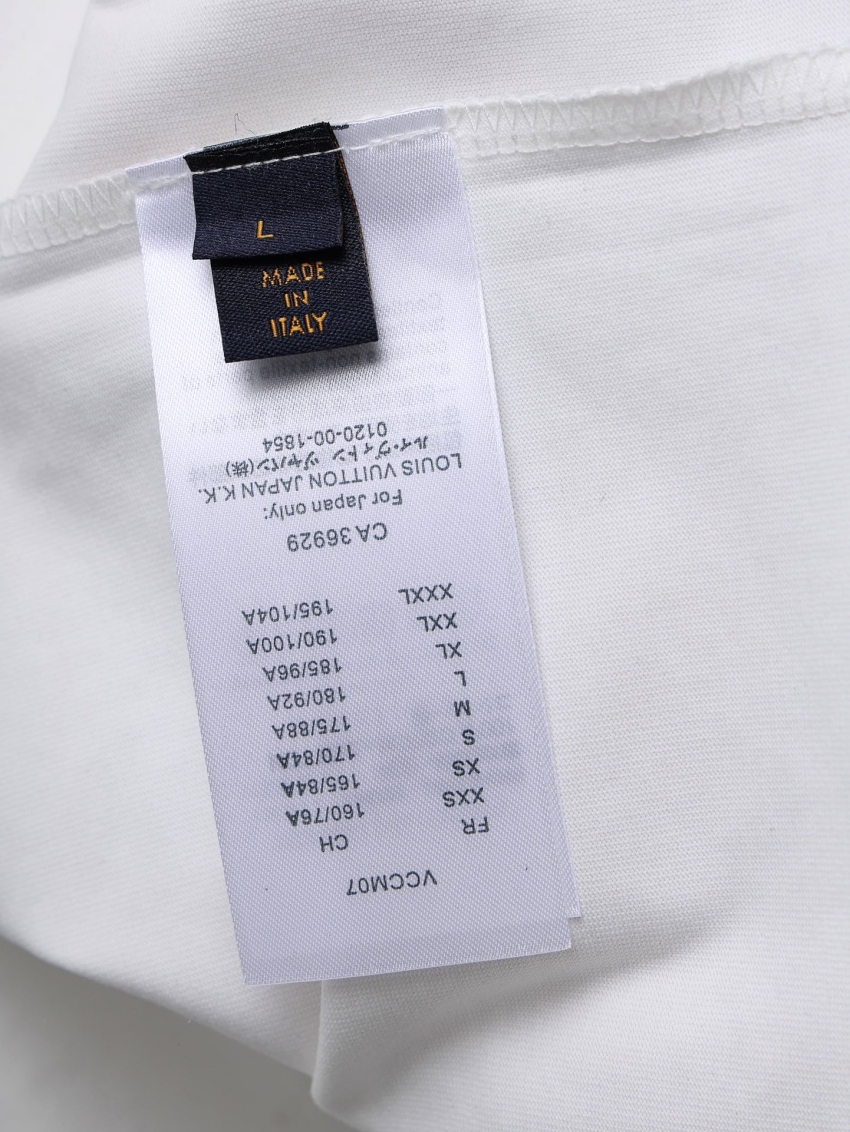 L
MADE
IN
ITALY
VCCM07
FR CH
XXS 160/76A
XS 165/84A
S 170/84A
M 175/88A
L 180/92A
XL 185/96A
XXL 190/100A
XXXL 195/104A
CA 36929
For Japan only:
LOUIS VUITTON JAPAN K.K.
ルイ・ヴィトン ジャパン(株)
0120-00-1854